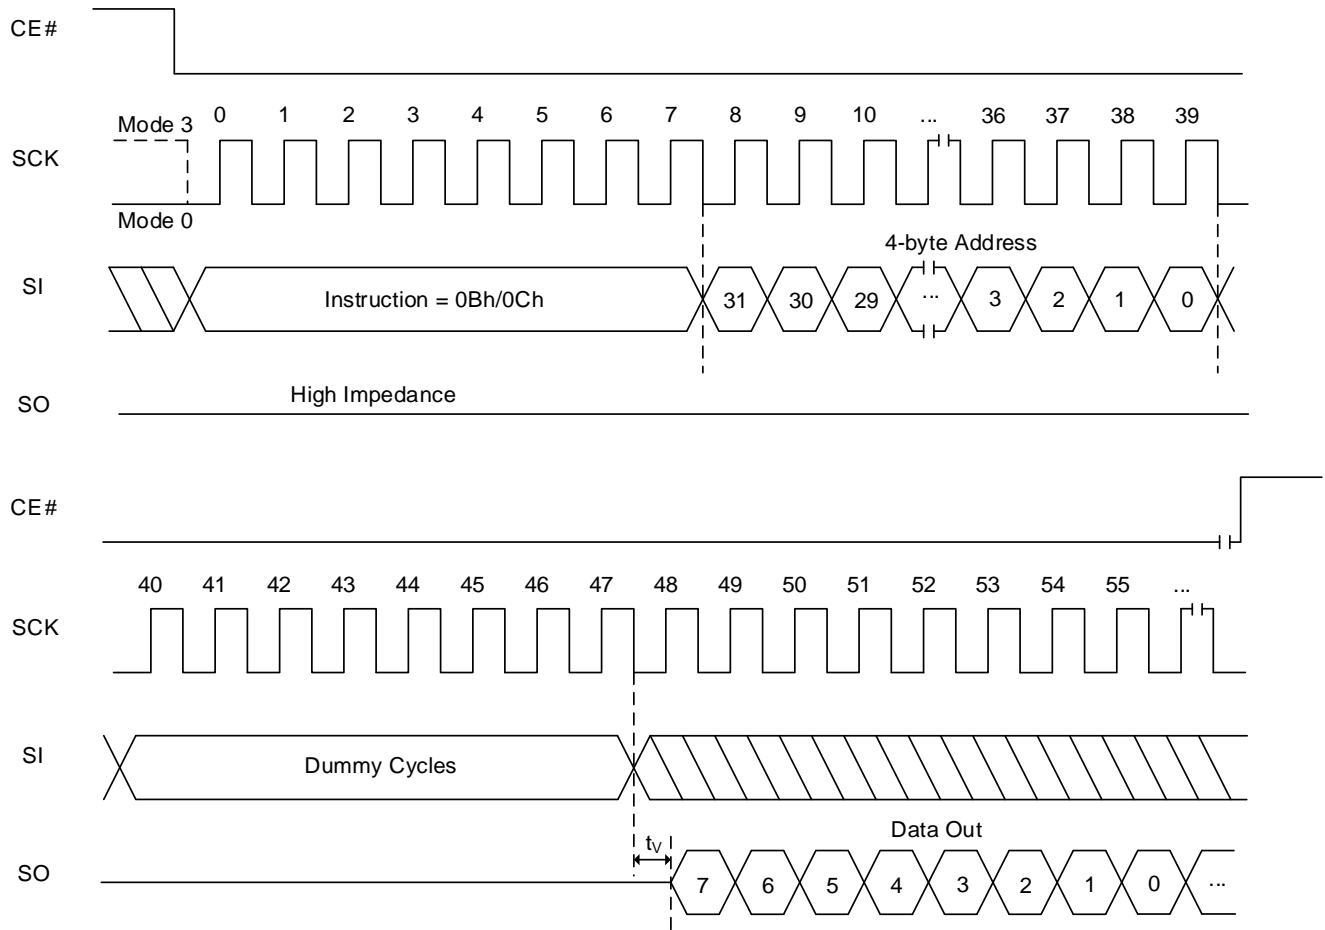 CE#
Mode 3 0 1 2 3 4 5 6 7 8 9 10 ... 36 37 38 39
SCK
Mode 0
4-byte Address
SI Instruction = 0Bh/0Ch 31 30 29 ... 3 2 1 0
High Impedance
SO
CE#
40 41 42 43 44 45 46 47 48 49 50 51 52 53 54 55 ...
SCK
SI Dummy Cycles
Data Out
tV
SO 7 6 5 4 3 2 1 0 ...